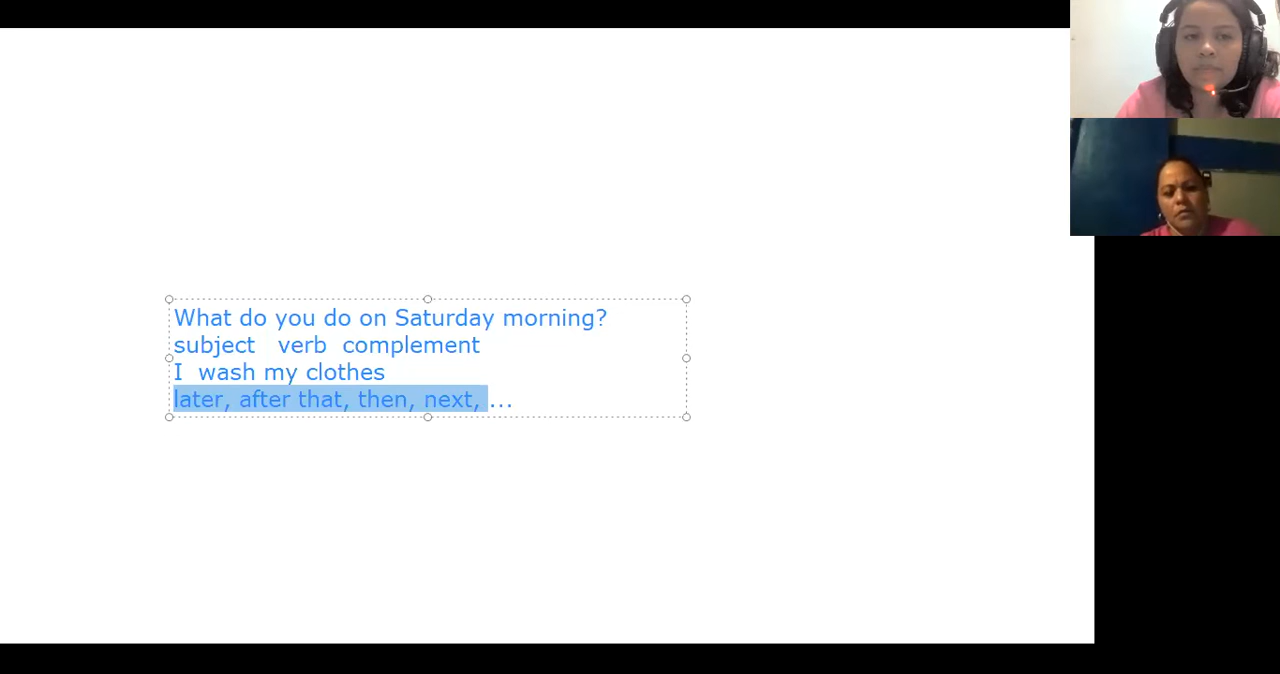 What do you do on Saturday morning?
subject verb complement
I wash my clothes
later, after that, then, next, ...